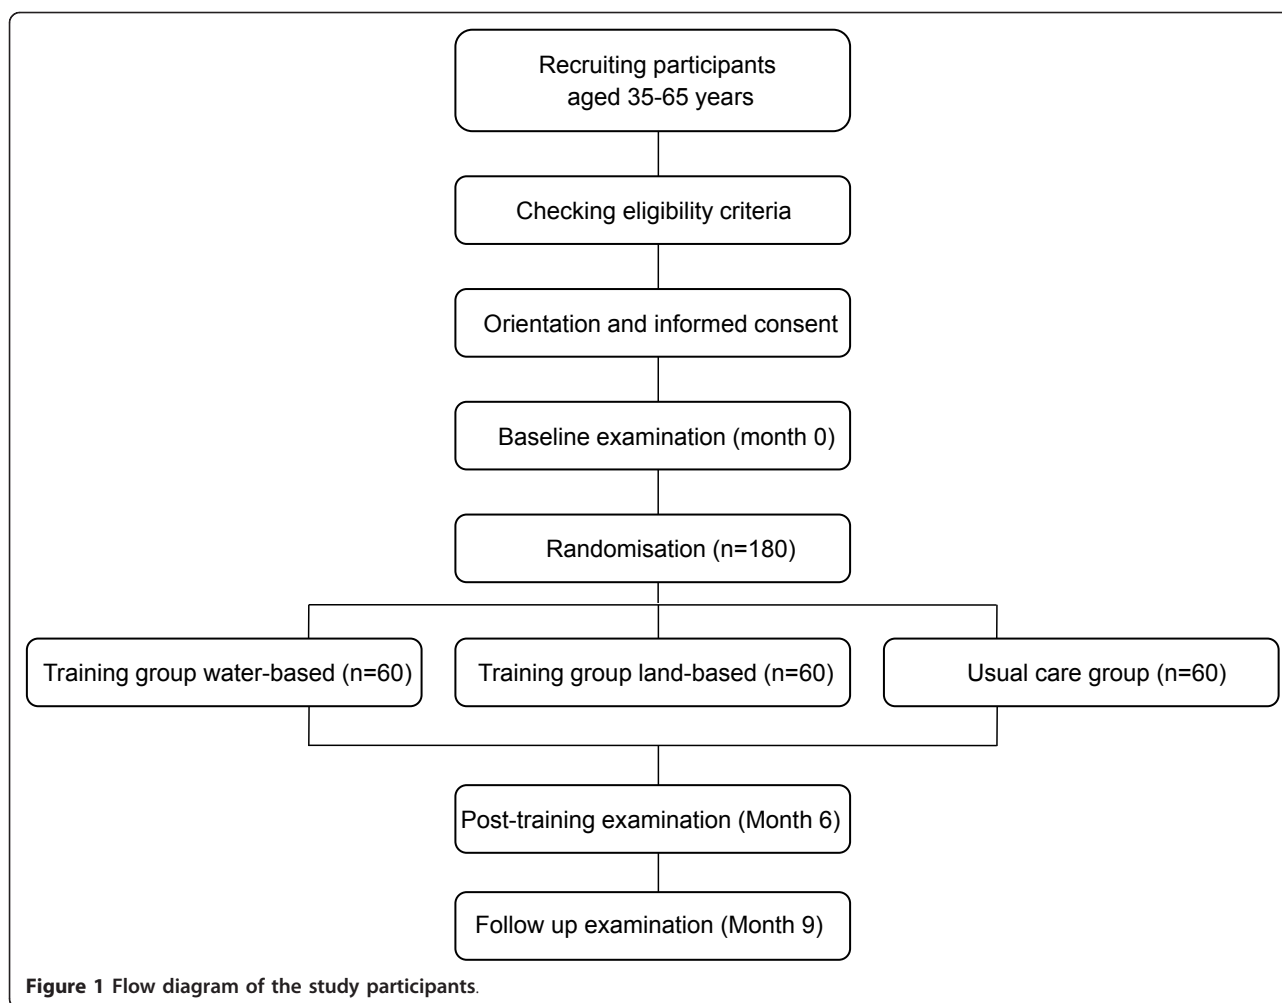 Recruiting participants
aged 35-65 years
Checking eligibility criteria
Orientation and informed consent
Baseline examination (month 0)
Randomisation (n=180)
Training group water-based (n=60)
Training group land-based (n=60)
Usual care group (n=60)
Post-training examination (Month 6)
Follow up examination (Month 9)
Figure 1 Flow diagram of the study participants.